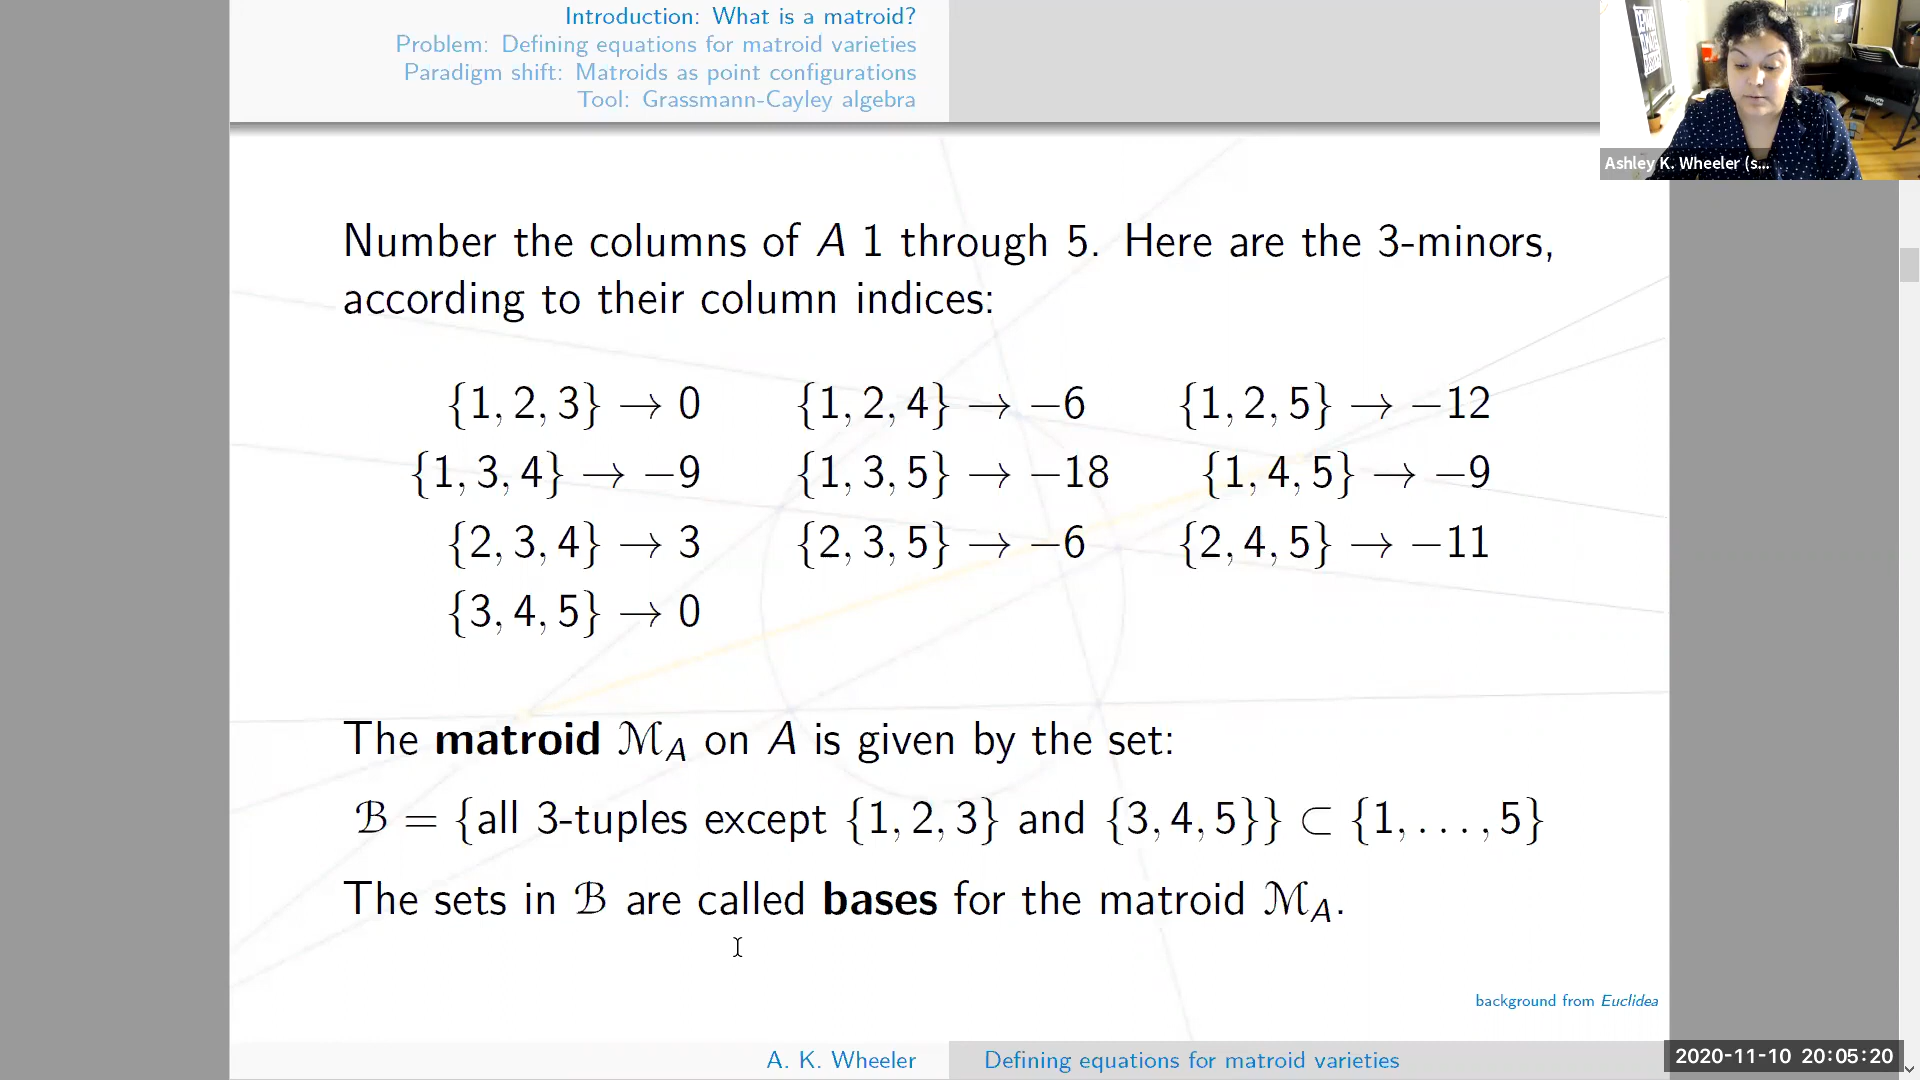 Introduction: What is a matroid?
Problem: Defining equations for matroid varieties
Paradigm shift: Matroids as point configurations
Tool: Grassmann-Cayley algebra
Ashley K. Wheeler (s...
Number the columns of A 1 through 5. Here are the 3-minors,
according to their column indices:
{1, 2, 3} → 0 {1, 2, 4} → −6 {1, 2, 5} → −12
{1, 3, 4} → −9 {1, 3, 5} → −18 {1, 4, 5} → −9
{2, 3, 4} → 3 {2, 3, 5} → −6 {2, 4, 5} → −11
{3, 4, 5} → 0
The matroid ℳ_A on A is given by the set:
ℬ = {all 3-tuples except {1, 2, 3} and {3, 4, 5}} ⊂ {1, . . . , 5}
The sets in ℬ are called bases for the matroid ℳ_A.
background from Euclidea
A. K. Wheeler Defining equations for matroid varieties
2020-11-10 20:05:20